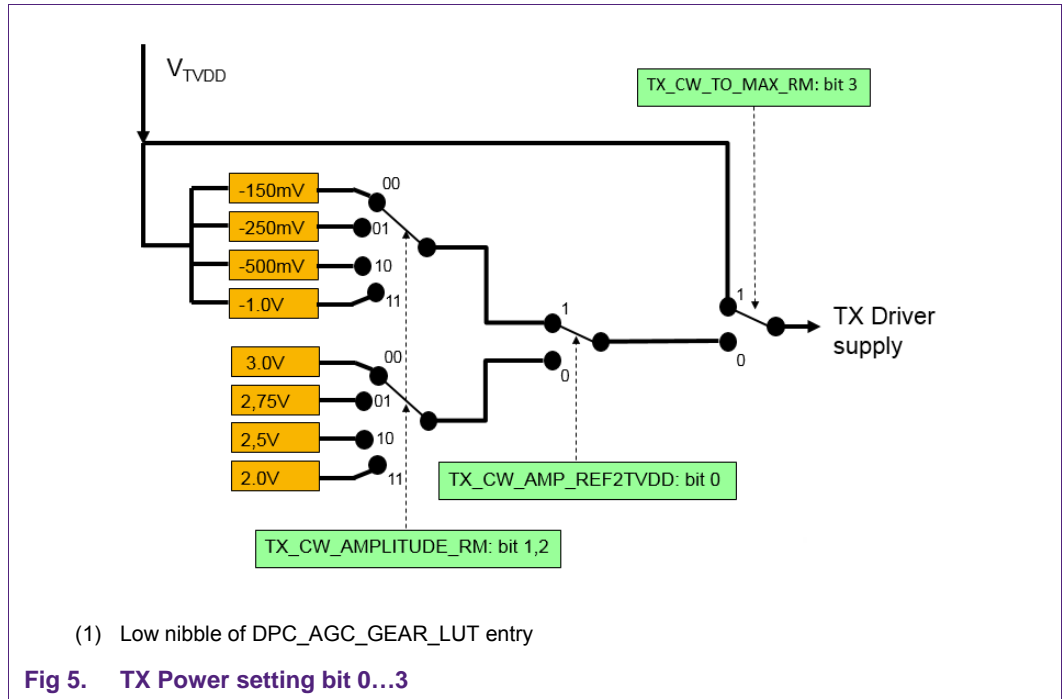 V_TVDD
TX_CW_TO_MAX_RM: bit 3
-150mV
00
-250mV
01
-500mV
10
-1.0V
11
1
0
TX Driver
supply
1
0
3.0V
00
2,75V
01
2,5V
10
2.0V
11
TX_CW_AMP_REF2TVDD: bit 0
TX_CW_AMPLITUDE_RM: bit 1,2
(1) Low nibble of DPC_AGC_GEAR_LUT entry
Fig 5. TX Power setting bit 0…3